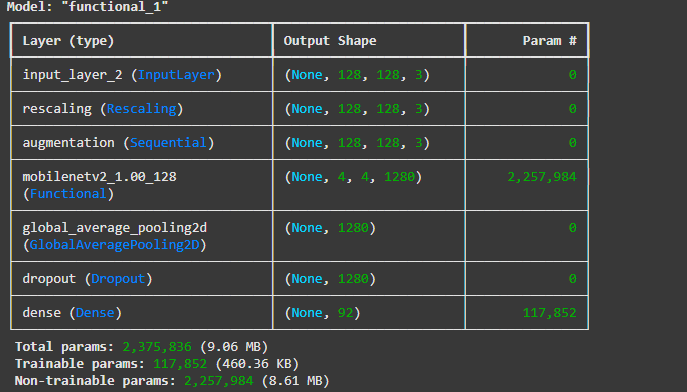 Model: "functional_1"
Layer (type) Output Shape Param #
input_layer_2 (InputLayer) (None, 128, 128, 3) 0
rescaling (Rescaling) (None, 128, 128, 3) 0
augmentation (Sequential) (None, 128, 128, 3) 0
mobilenetv2_1.00_128 (None, 4, 4, 1280) 2,257,984
(Functional)
global_average_pooling2d (None, 1280) 0
(GlobalAveragePooling2D)
dropout (Dropout) (None, 1280) 0
dense (Dense) (None, 92) 117,852
Total params: 2,375,836 (9.06 MB)
Trainable params: 117,852 (460.36 KB)
Non-trainable params: 2,257,984 (8.61 MB)